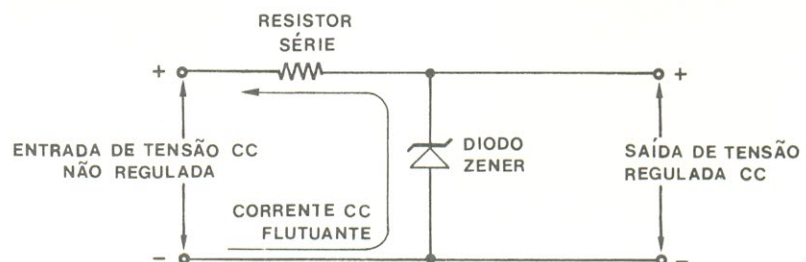 RESISTOR
SÉRIE
+
+
ENTRADA DE TENSÃO CC
NÃO REGULADA
DIODO
ZENER
SAÍDA DE TENSÃO
REGULADA CC
CORRENTE CC
FLUTUANTE
–
–